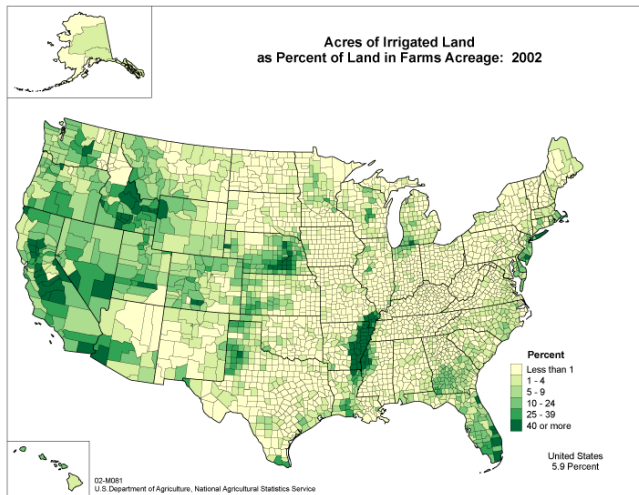 Acres of Irrigated Land
as Percent of Land in Farms Acreage: 2002
Percent
Less than 1
1 - 4
5 - 9
10 - 24
25 - 39
40 or more
United States
5.9 Percent
02-M081
U.S.Department of Agriculture, National Agricultural Statistics Service